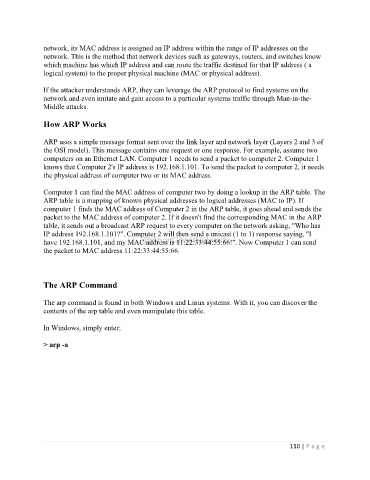 network, its MAC address is assigned an IP address within the range of IP addresses on the
network. This is the method that network devices such as gateways, routers, and switches know
which machine has which IP address and can route the traffic destined for that IP address ( a
logical system) to the proper physical machine (MAC or physical address).
If the attacker understands ARP, they can leverage the ARP protocol to find systems on the
network and even imitate and gain access to a particular systems traffic through Man-in-the-
Middle attacks.
How ARP Works
ARP uses a simple message format sent over the link layer and network layer (Layers 2 and 3 of
the OSI model). This message contains one request or one response. For example, assume two
computers on an Ethernet LAN. Computer 1 needs to send a packet to computer 2. Computer 1
knows that Computer 2's IP address is 192.168.1.101. To send the packet to computer 2, it needs
the physical address of computer two or its MAC address.
Computer 1 can find the MAC address of computer two by doing a lookup in the ARP table. The
ARP table is a mapping of known physical addresses to logical addresses (MAC to IP). If
computer 1 finds the MAC address of Computer 2 in the ARP table, it goes ahead and sends the
packet to the MAC address of computer 2. If it doesn't find the corresponding MAC in the ARP
table, it sends out a broadcast ARP request to every computer on the network asking, "Who has
IP address 192.168.1.101?". Computer 2 will then send a unicast (1 to 1) response saying, "I
have 192.168.1.101, and my MAC address is 11:22:33:44:55:66!". Now Computer 1 can send
the packet to MAC address 11:22:33:44:55:66.
The ARP Command
The arp command is found in both Windows and Linux systems. With it, you can discover the
contents of the arp table and even manipulate this table.
In Windows, simply enter;
> arp -a
110 | P a g e